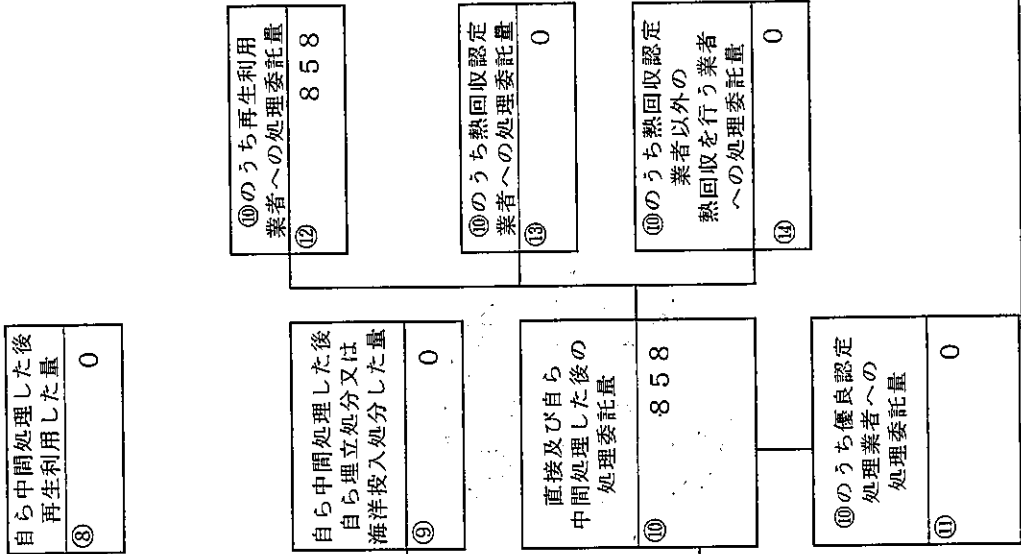 自ら中間処理した後
再生利用した量
⑧ 0
自ら中間処理した後
自ら埋立処分又は
海洋投入処分した量
⑨ 0
直接及び自ら
中間処理した後の
処理委託量
⑩ 858
⑩のうち優良認定
処理業者への
処理委託量
⑪ 0
⑩のうち再生利用
業者への処理委託量
⑫ 858
⑩のうち熱回収認定
業者への処理委託量
⑬ 0
⑩のうち熱回収認定
業者以外の
熱回収を行う業者
への処理委託量
⑭ 0